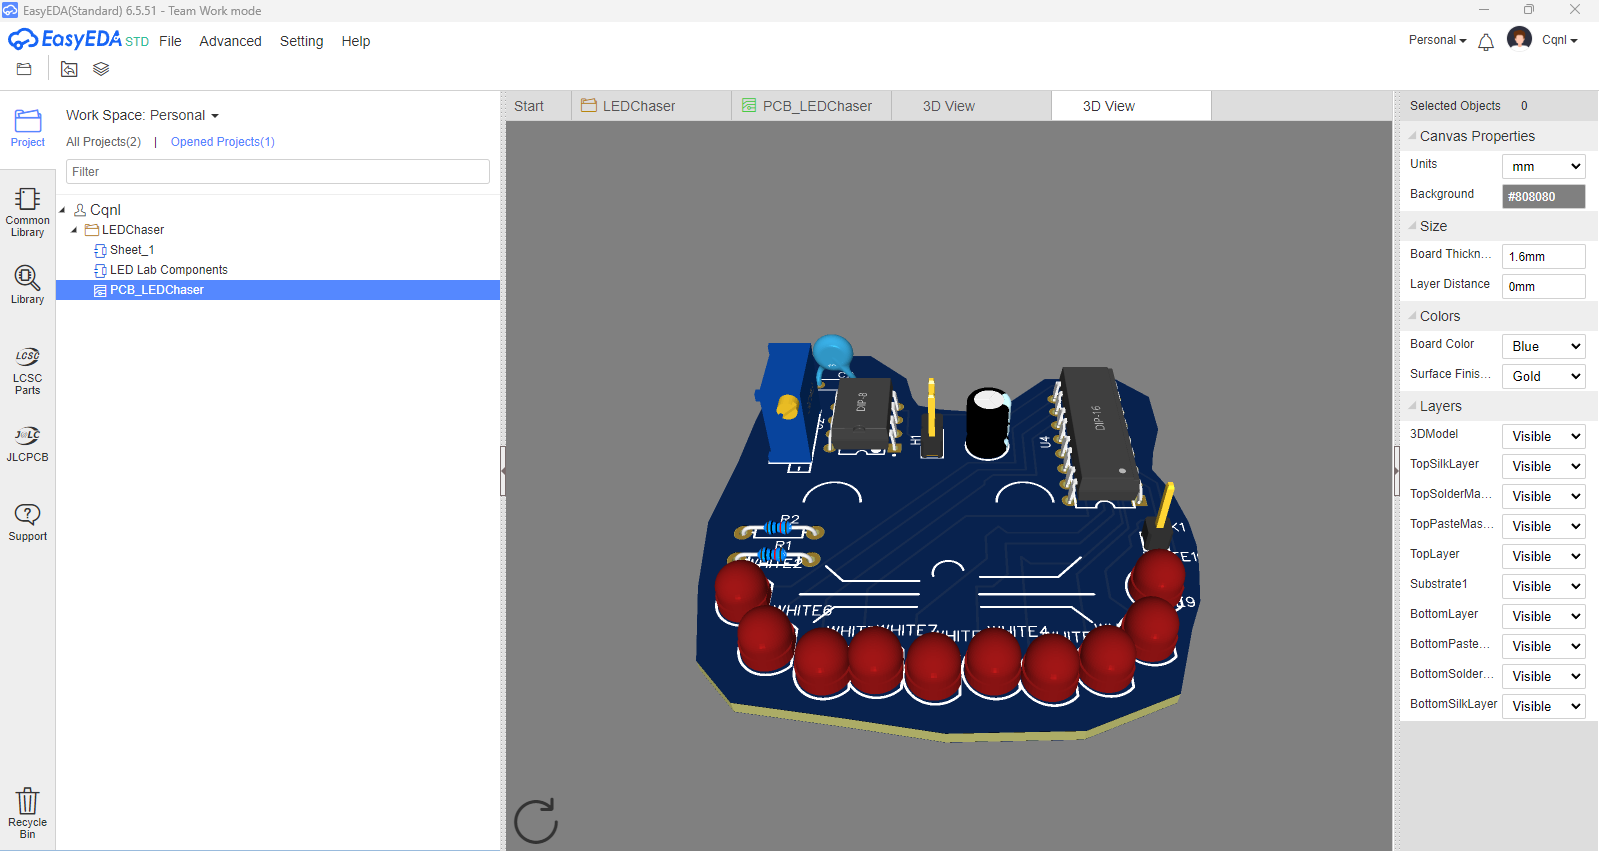 EasyEDA(Standard) 6.5.51 - Team Work mode
EasyEDA STD File Advanced Setting Help
Personal Cqnl
Project
Common Library
Library
LCSC
LCSC Parts
JLC
JLCPCB
Support
Recycle Bin
Work Space: Personal
All Projects(2) | Opened Projects(1)
Filter
Cqnl
LEDChaser
Sheet_1
LED Lab Components
PCB_LEDChaser
Start LEDChaser PCB_LEDChaser 3D View 3D View
DIP-8
H1
U4
DIP-16
R2
R1
WHITE2
WHITE6
WHITE7
WHITE4
Selected Objects 0
Canvas Properties
Units mm
Background #808080
Size
Board Thickn... 1.6mm
Layer Distance 0mm
Colors
Board Color Blue
Surface Finis... Gold
Layers
3DModel Visible
TopSilkLayer Visible
TopSolderMa... Visible
TopPasteMas... Visible
TopLayer Visible
Substrate1 Visible
BottomLayer Visible
BottomPaste... Visible
BottomSolder... Visible
BottomSilkLayer Visible